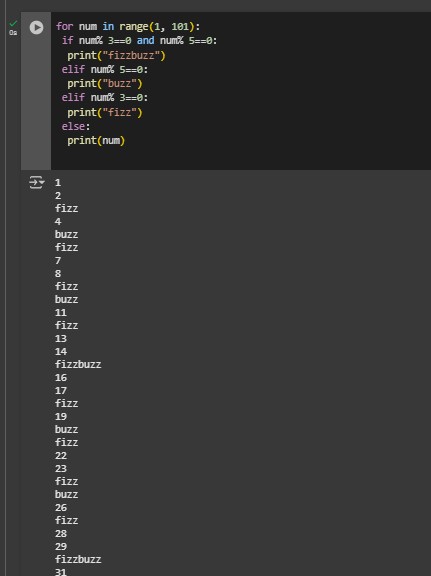 0s
for num in range(1, 101):
 if num% 3==0 and num% 5==0:
  print("fizzbuzz")
 elif num% 5==0:
  print("buzz")
 elif num% 3==0:
  print("fizz")
 else:
  print(num)
1
2
fizz
4
buzz
fizz
7
8
fizz
buzz
11
fizz
13
14
fizzbuzz
16
17
fizz
19
buzz
fizz
22
23
fizz
buzz
26
fizz
28
29
fizzbuzz
31